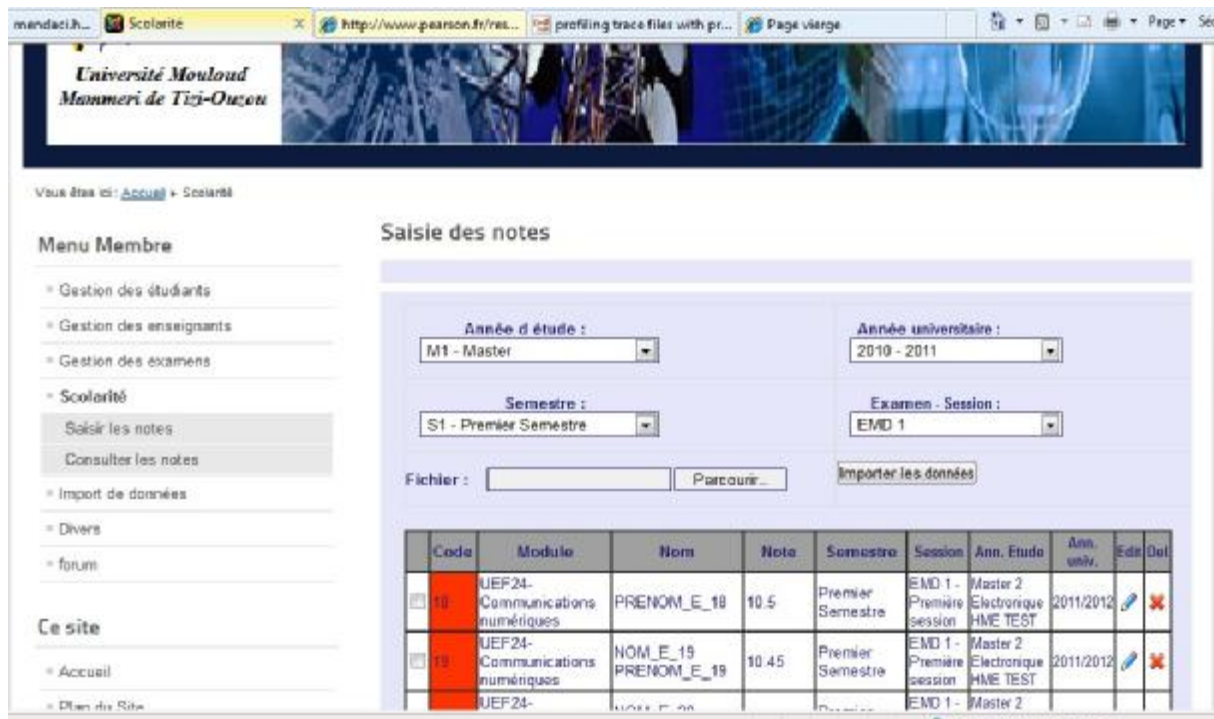 mendaci.h...
Scolarité
http://www.pearson.fr/res...
profiling trace files with pr...
Page vierge
Page
Université Mouloud
Mammeri de Tizi-Ouzou
Vous êtes ici : Accueil Scolarité
Menu Membre
Gestion des étudiants
Gestion des enseignants
Gestion des examens
Scolarité
Saisir les notes
Consulter les notes
Import de données
Divers
forum
Ce site
Accueil
Plan du Site
Saisie des notes
Année d étude :
M1 - Master
Année universitaire :
2010 - 2011
Semestre :
S1 - Premier Semestre
Examen - Session :
EMD 1
Fichier :
Parcourir...
Importer les données
Code Module Nom Note Semestre Session Ann. Etude Ann. univ. Edit Del
18 UEF24- Communications numériques PRENOM_E_18 10.5 Premier Semestre EMD 1 - Première session Master 2 Electronique HME TEST 2011/2012
19 UEF24- Communications numériques NOM_E_19 PRENOM_E_19 10.45 Premier Semestre EMD 1 - Première session Master 2 Electronique HME TEST 2011/2012
UEF24- EMD 1 - Master 2